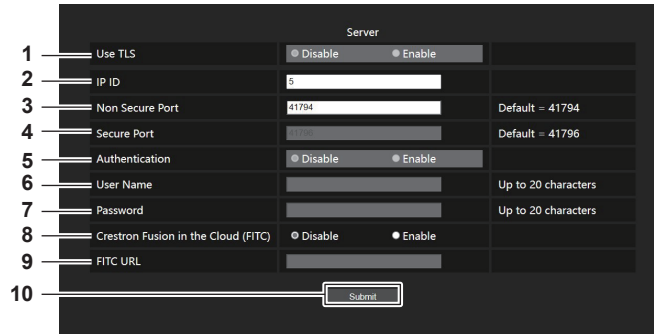 Server
1 Use TLS Disable Enable
2 IP ID 5
3 Non Secure Port 41794 Default = 41794
4 Secure Port 41796 Default = 41796
5 Authentication Disable Enable
6 User Name Up to 20 characters
7 Password Up to 20 characters
8 Crestron Fusion in the Cloud (FITC) Disable Enable
9 FITC URL
10 Submit